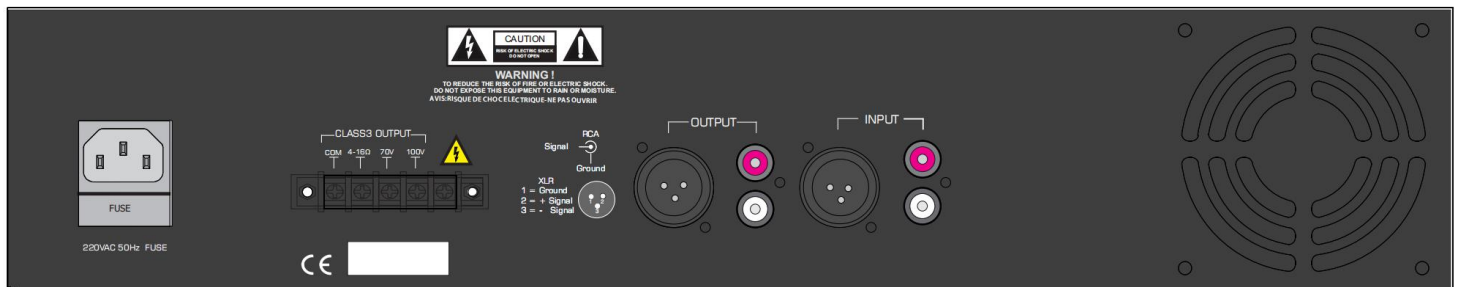 CAUTION
RISK OF ELECTRIC SHOCK
DO NOT OPEN
WARNING !
TO REDUCE THE RISK OF FIRE OR ELECTRIC SHOCK.
DO NOT EXPOSE THIS EQUIPMENT TO RAIN OR MOISTURE.
AVIS:RISQUE DE CHOC ELECTRIQUE-NE PAS OUVRIR
FUSE
220VAC 50Hz FUSE
CLASS3 OUTPUT
COM 4-16Ω 70V 100V
CE
RCA
Signal
Ground
XLR
1 = Ground
2 = + Signal
3 = - Signal
1 2
3
OUTPUT
INPUT